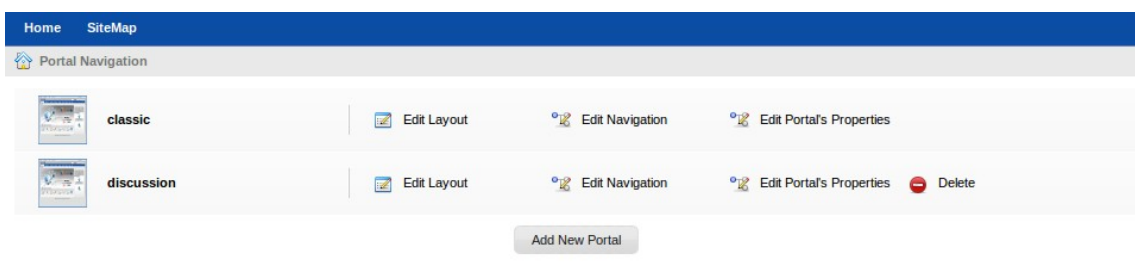 Home SiteMap
Portal Navigation
classic Edit Layout Edit Navigation Edit Portal's Properties
discussion Edit Layout Edit Navigation Edit Portal's Properties Delete
Add New Portal